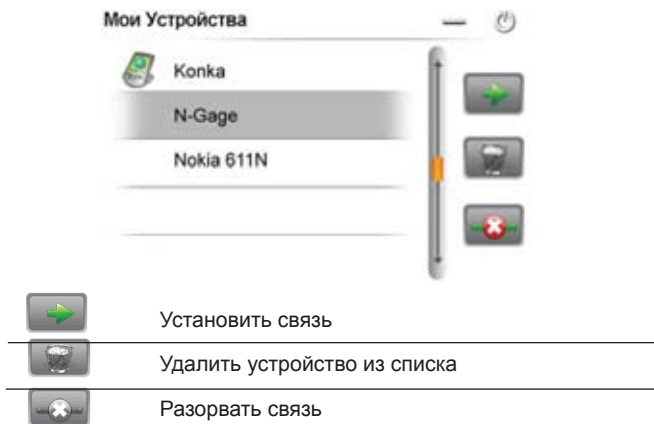 Мои Устройства
Konka
N-Gage
Nokia 611N
Установить связь
Удалить устройство из списка
Разорвать связь